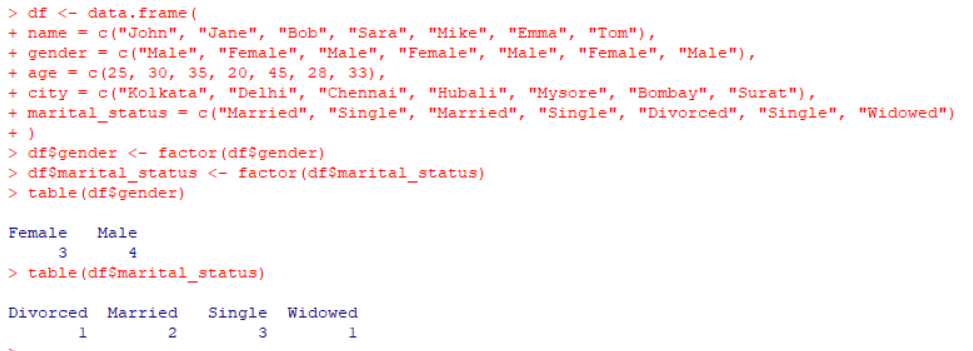 > df <- data.frame(
+ name = c("John", "Jane", "Bob", "Sara", "Mike", "Emma", "Tom"),
+ gender = c("Male", "Female", "Male", "Female", "Male", "Female", "Male"),
+ age = c(25, 30, 35, 20, 45, 28, 33),
+ city = c("Kolkata", "Delhi", "Chennai", "Hubali", "Mysore", "Bombay", "Surat"),
+ marital_status = c("Married", "Single", "Married", "Single", "Divorced", "Single", "Widowed")
+ )
> df$gender <- factor(df$gender)
> df$marital_status <- factor(df$marital_status)
> table(df$gender)
Female   Male
     3      4
> table(df$marital_status)
Divorced  Married   Single  Widowed
       1        2        3        1